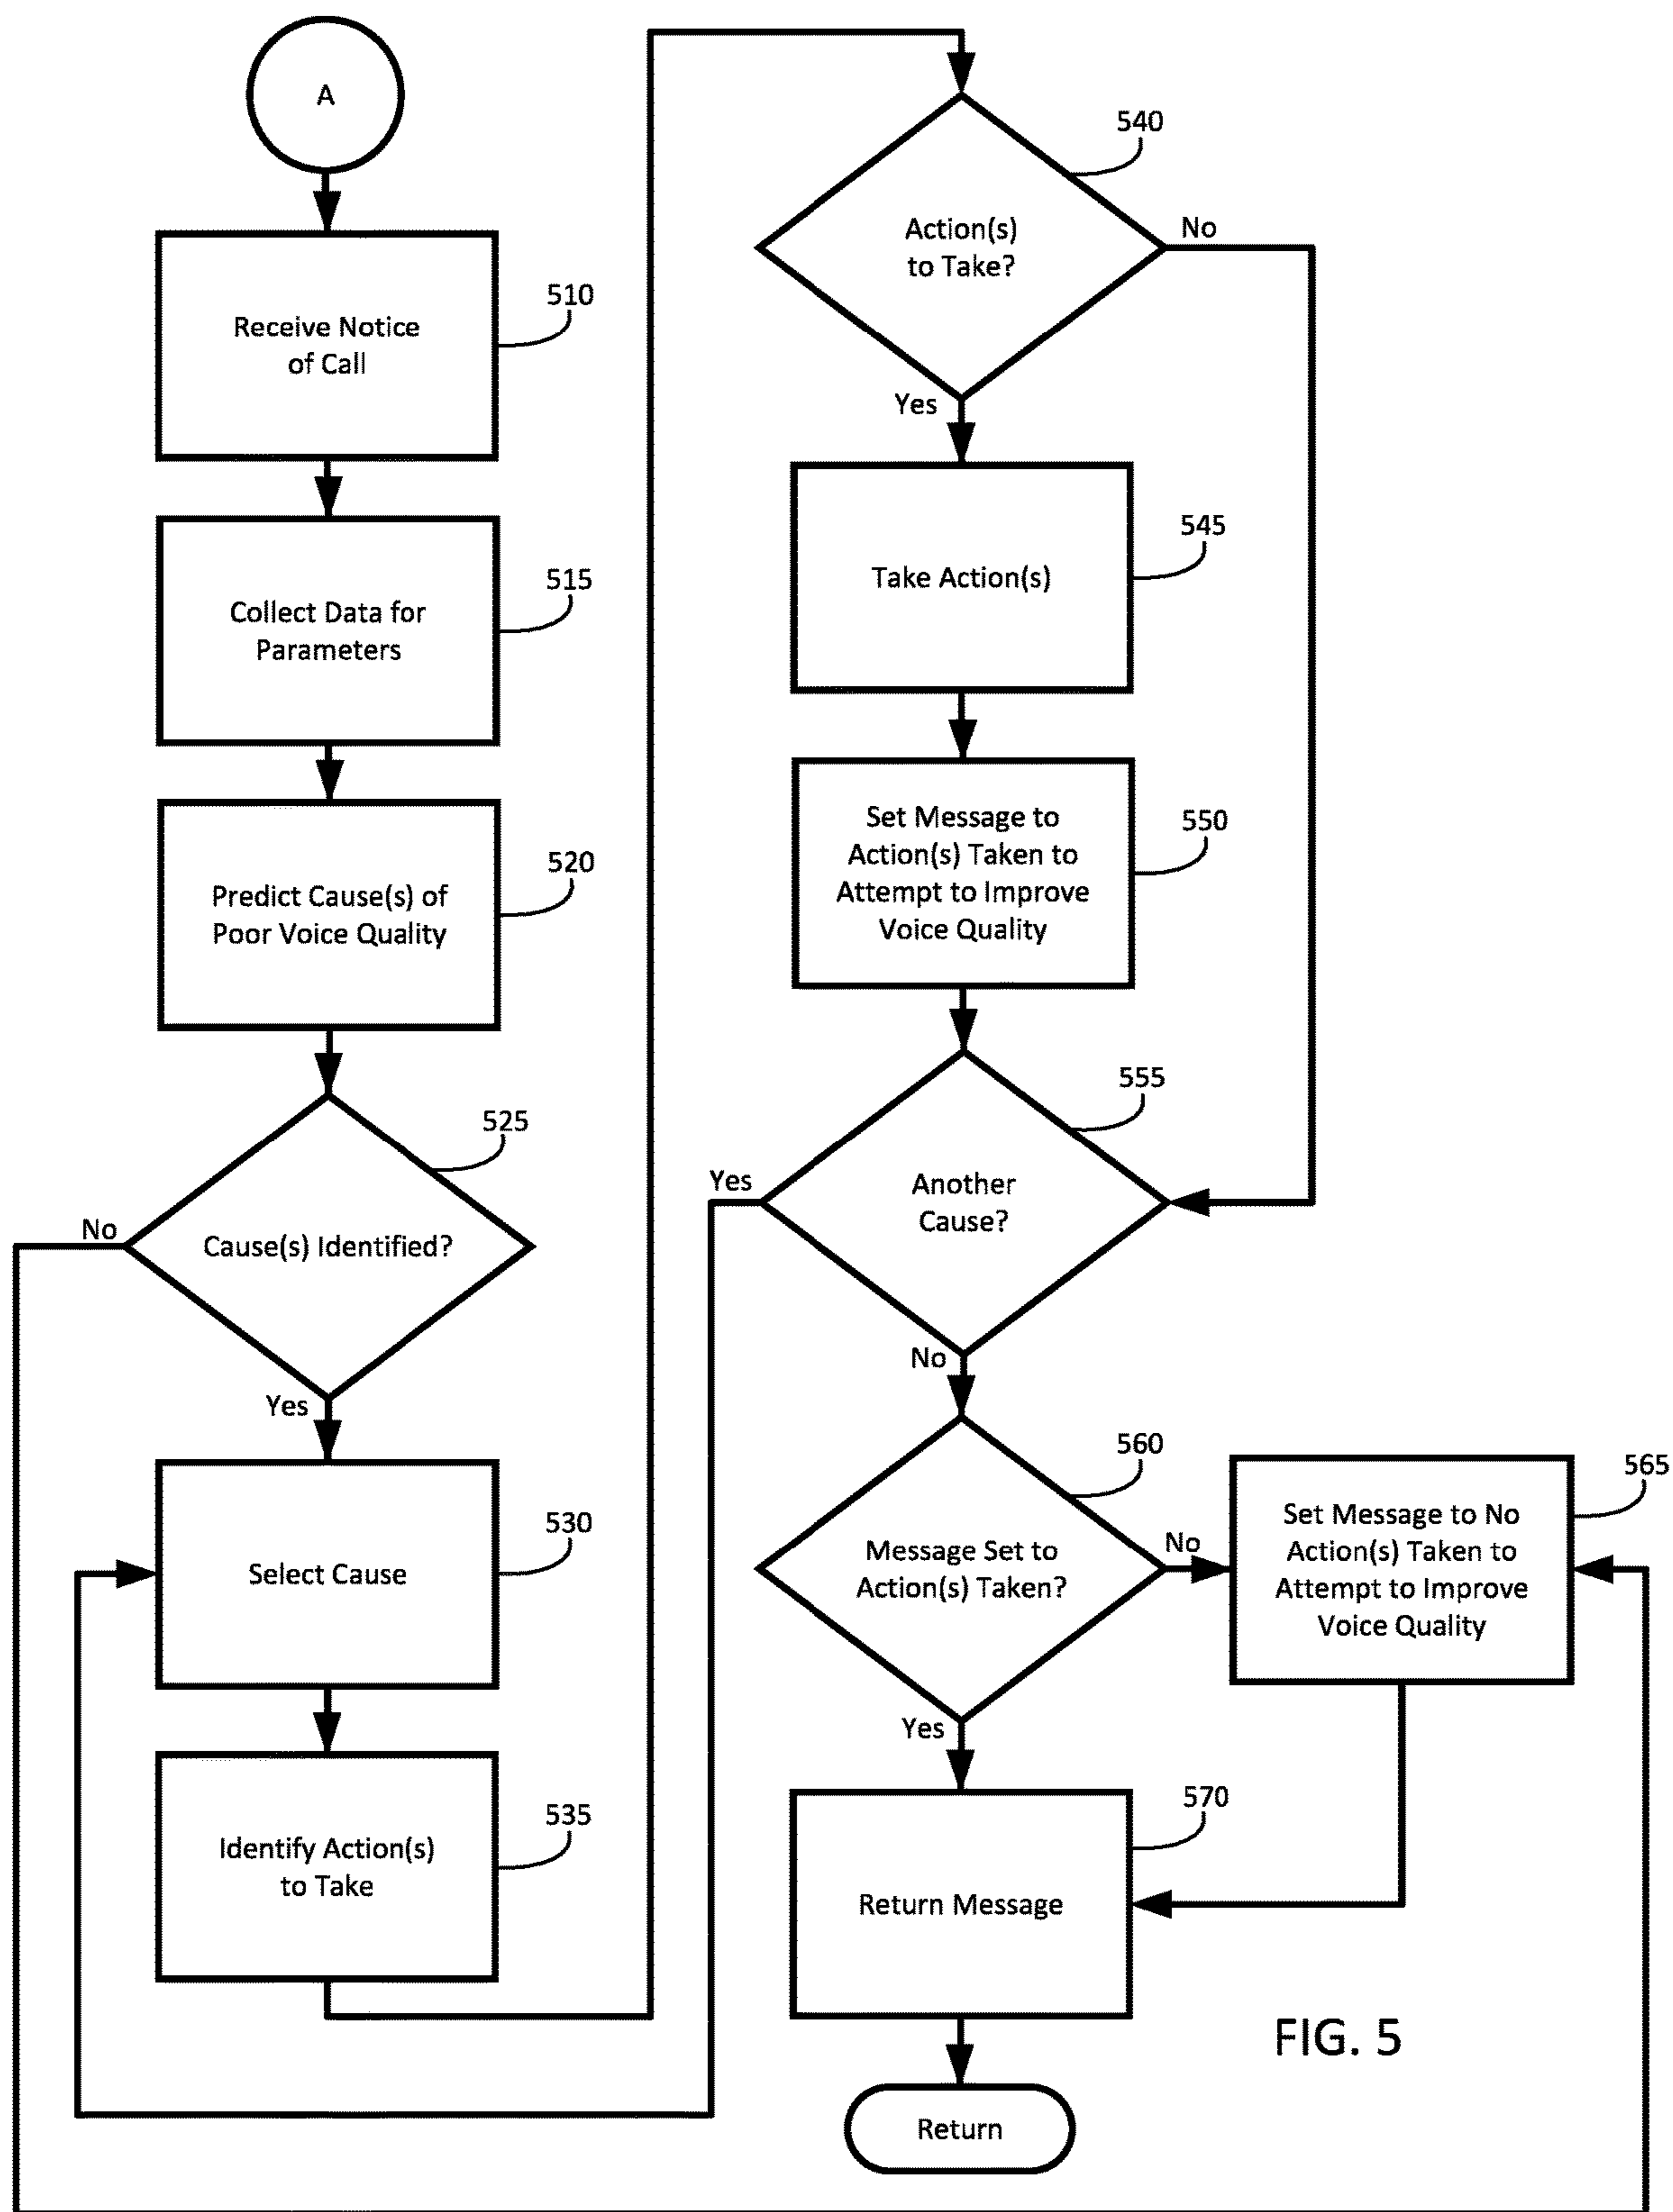 A
510
Receive Notice
of Call
515
Collect Data for
Parameters
520
Predict Cause(s) of
Poor Voice Quality
525
No
Cause(s) Identified?
Yes
530
Select Cause
535
Identify Action(s)
to Take
540
No
Action(s)
to Take?
Yes
545
Take Action(s)
550
Set Message to
Action(s) Taken to
Attempt to Improve
Voice Quality
555
Yes
Another
Cause?
No
560
Message Set to
Action(s) Taken?
No
Yes
565
Set Message to No
Action(s) Taken to
Attempt to Improve
Voice Quality
570
Return Message
Return
FIG. 5